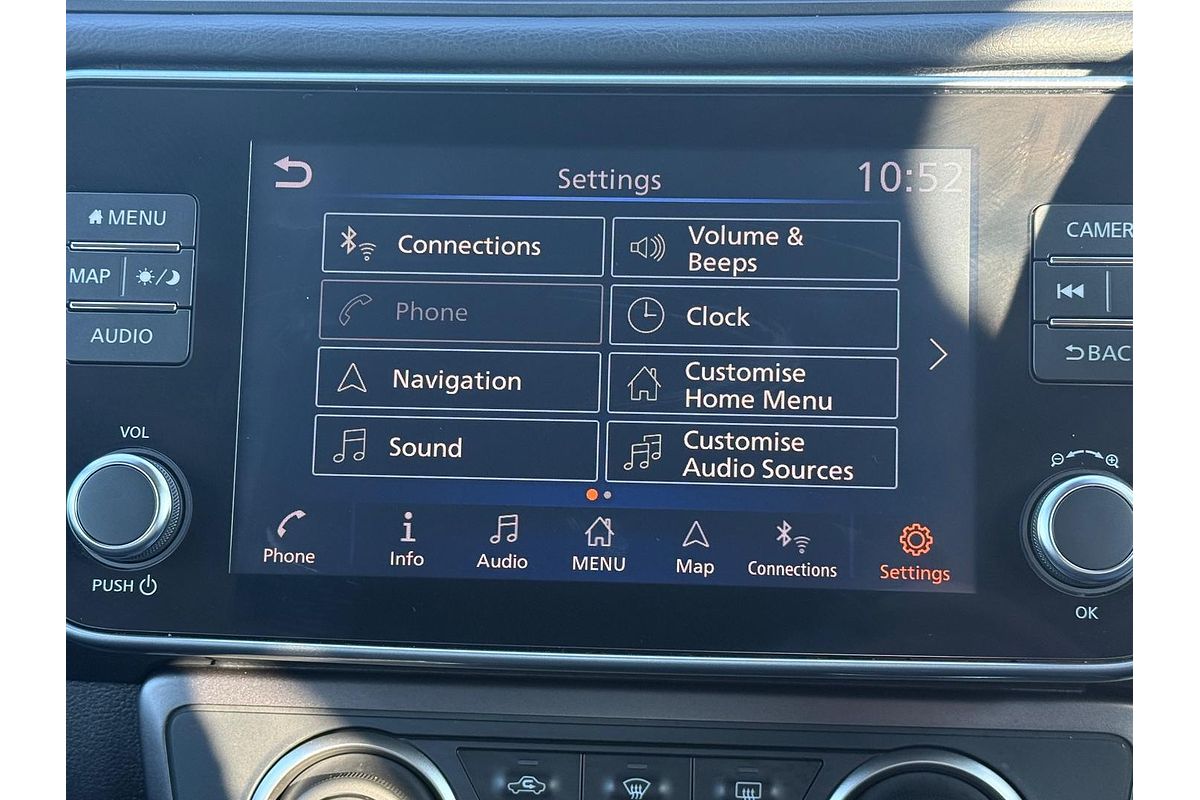 Settings
10:52
MENU
MAP
AUDIO
VOL
PUSH
Connections
Volume &
Beeps
Phone
Clock
Navigation
Customise
Home Menu
Sound
Customise
Audio Sources
Phone
Info
Audio
MENU
Map
Connections
Settings
CAMER
BAC
OK